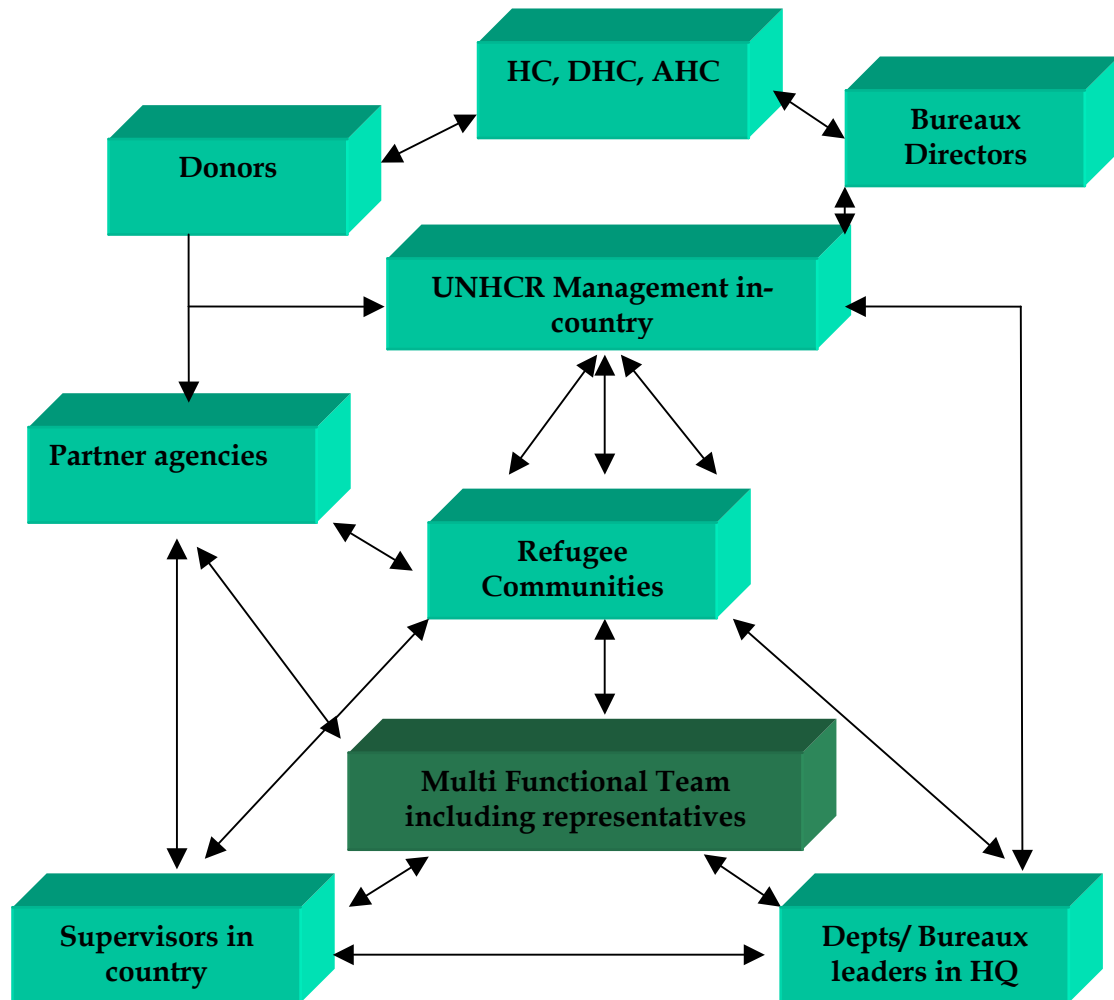 HC, DHC, AHC
Bureaux
Directors
Donors
UNHCR Management in-
country
Partner agencies
Refugee
Communities
Multi Functional Team
including representatives
Supervisors in
country
Depts/ Bureaux
leaders in HQ